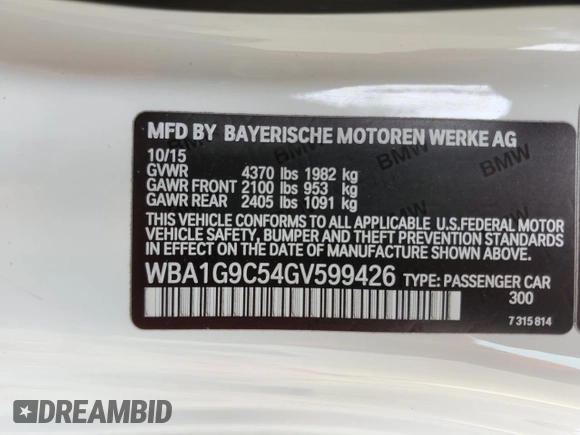 MFD BY BAYERISCHE MOTOREN WERKE AG
10/15
GVWR 4370 lbs 1982 kg
GAWR FRONT 2100 lbs 953 kg
GAWR REAR 2405 lbs 1091 kg
THIS VEHICLE CONFORMS TO ALL APPLICABLE U.S.FEDERAL MOTOR
VEHICLE SAFETY, BUMPER AND THEFT PREVENTION STANDARDS
IN EFFECT ON THE DATE OF MANUFACTURE SHOWN ABOVE.
WBA1G9C54GV599426 TYPE: PASSENGER CAR
300
7 315 814
BMW
BMW
BMW
DREAMBID